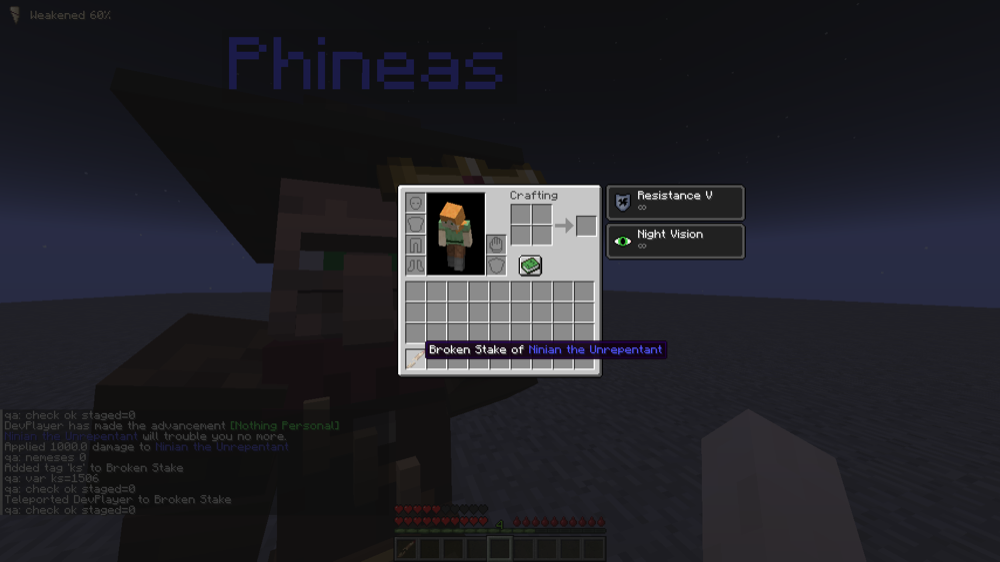 Weakened 60%
Phineas
Crafting
Resistance V
∞
Night Vision
∞
Broken Stake of Ninian the Unrepentant
qa: check ok staged=0
DevPlayer has made the advancement [Nothing Personal]
Ninian the Unrepentant will trouble you no more.
Applied 1000.0 damage to Ninian the Unrepentant
qa: nemeses 0
Added tag 'ks' to Broken Stake
qa: var ks=1506
qa: check ok staged=0
Teleported DevPlayer to Broken Stake
qa: check ok staged=0
4